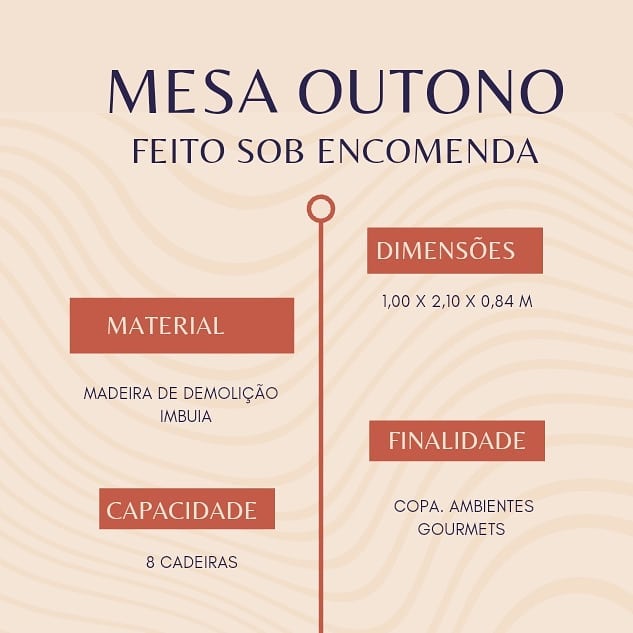 MESA OUTONO
FEITO SOB ENCOMENDA
DIMENSÕES
1,00 X 2,10 X 0,84 M
MATERIAL
MADEIRA DE DEMOLIÇÃO
IMBUIA
FINALIDADE
COPA. AMBIENTES
GOURMETS
CAPACIDADE
8 CADEIRAS